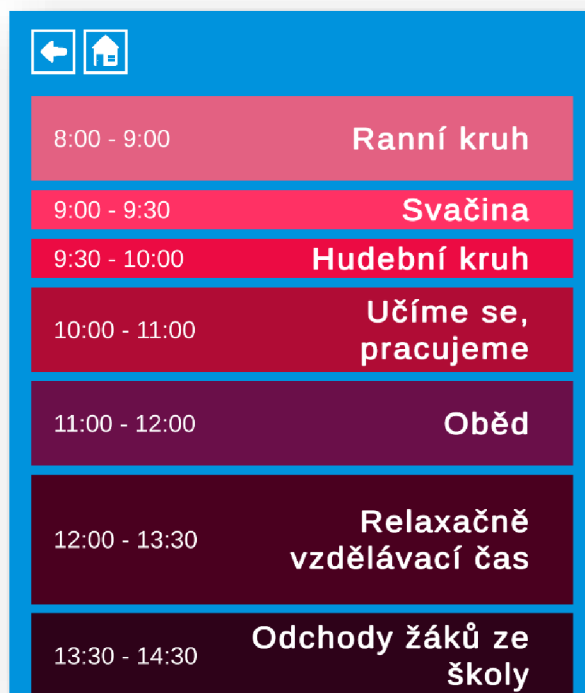 8:00 - 9:00 Ranní kruh
9:00 - 9:30 Svačina
9:30 - 10:00 Hudební kruh
10:00 - 11:00 Učíme se,
pracujeme
11:00 - 12:00 Oběd
12:00 - 13:30 Relaxačně
vzdělávací čas
13:30 - 14:30 Odchody žáků ze
školy